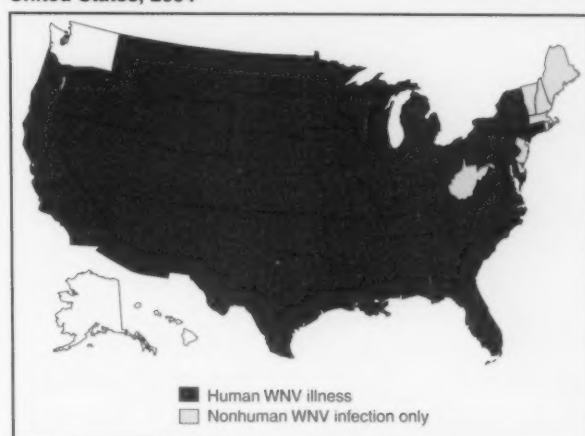 United States, 2004
Human WNV illness
Nonhuman WNV infection only